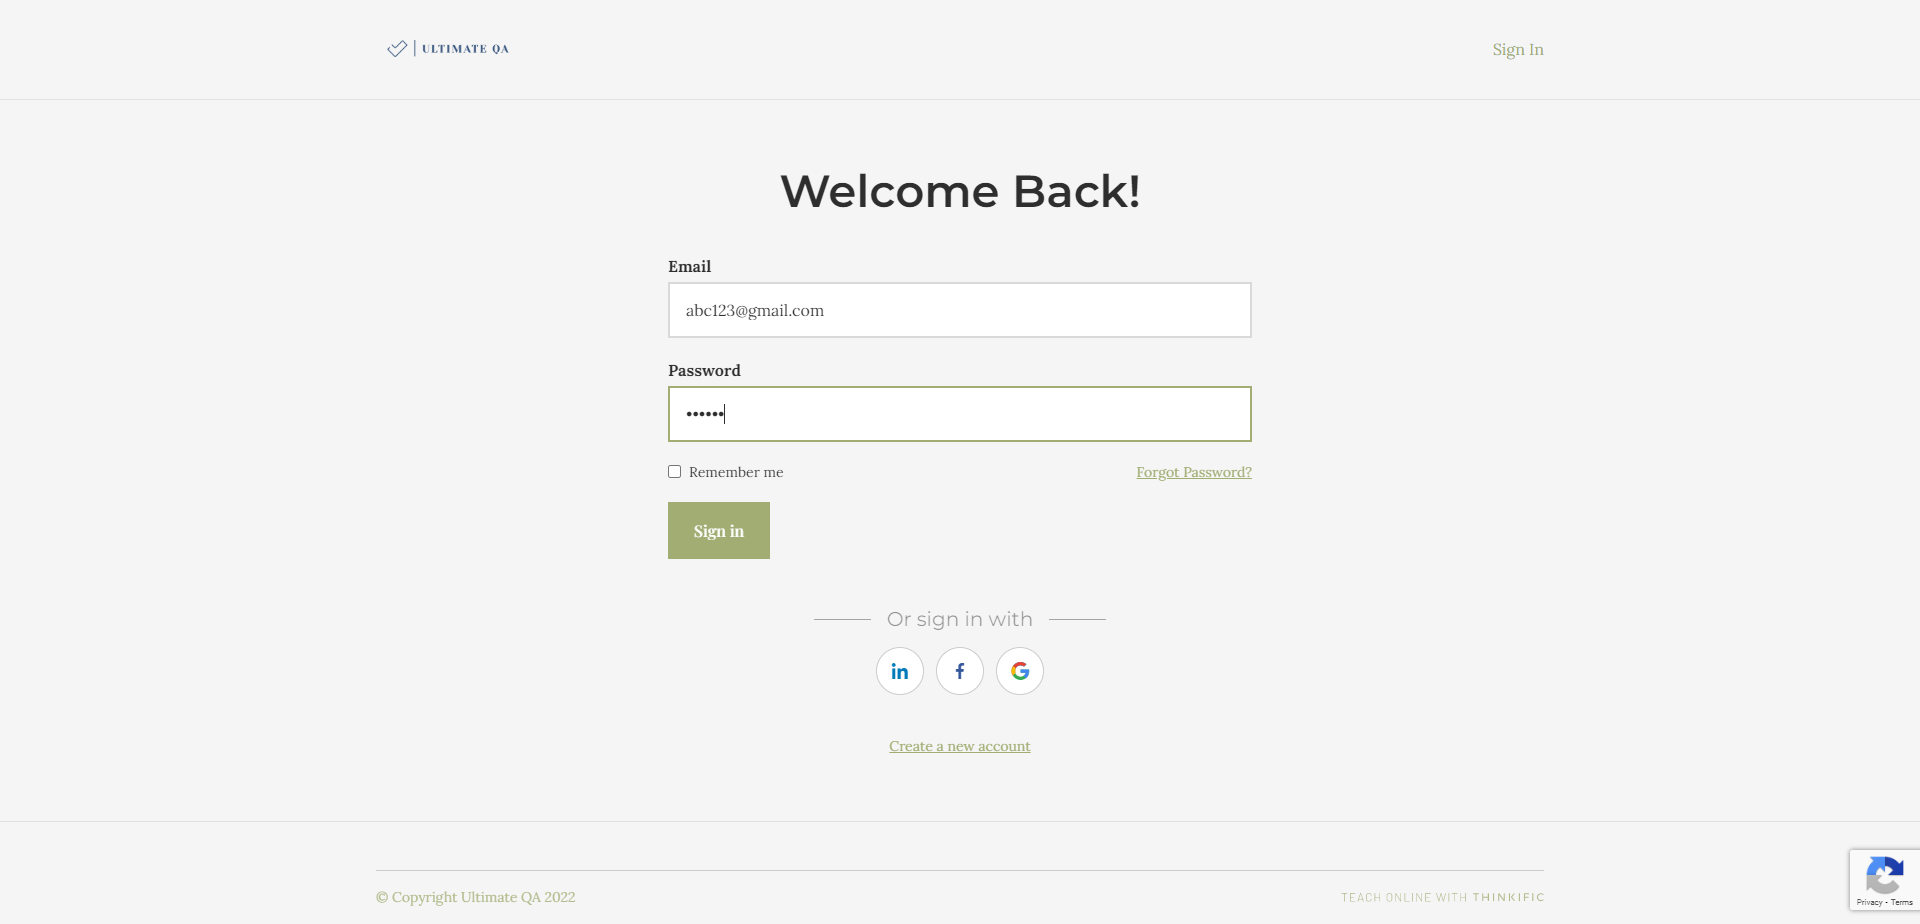 ULTIMATE QA
Sign In
Welcome Back!
Email
abc123@gmail.com
Password
••••••
Remember me
Forgot Password?
Sign in
Or sign in with
Create a new account
© Copyright Ultimate QA 2022
TEACH ONLINE WITH THINKIFIC
Privacy - Terms